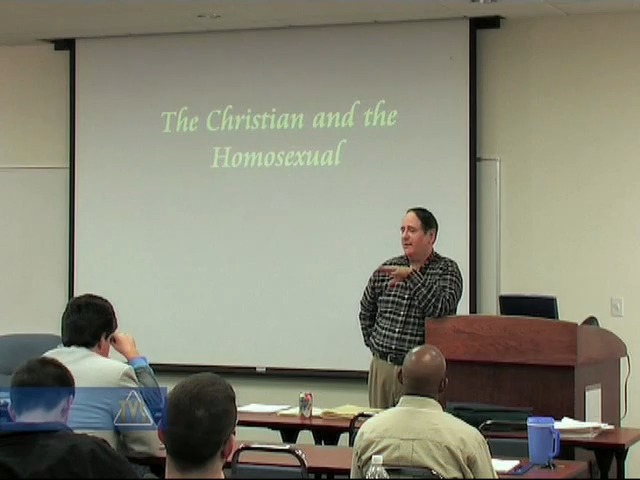 The Christian and the
Homosexual